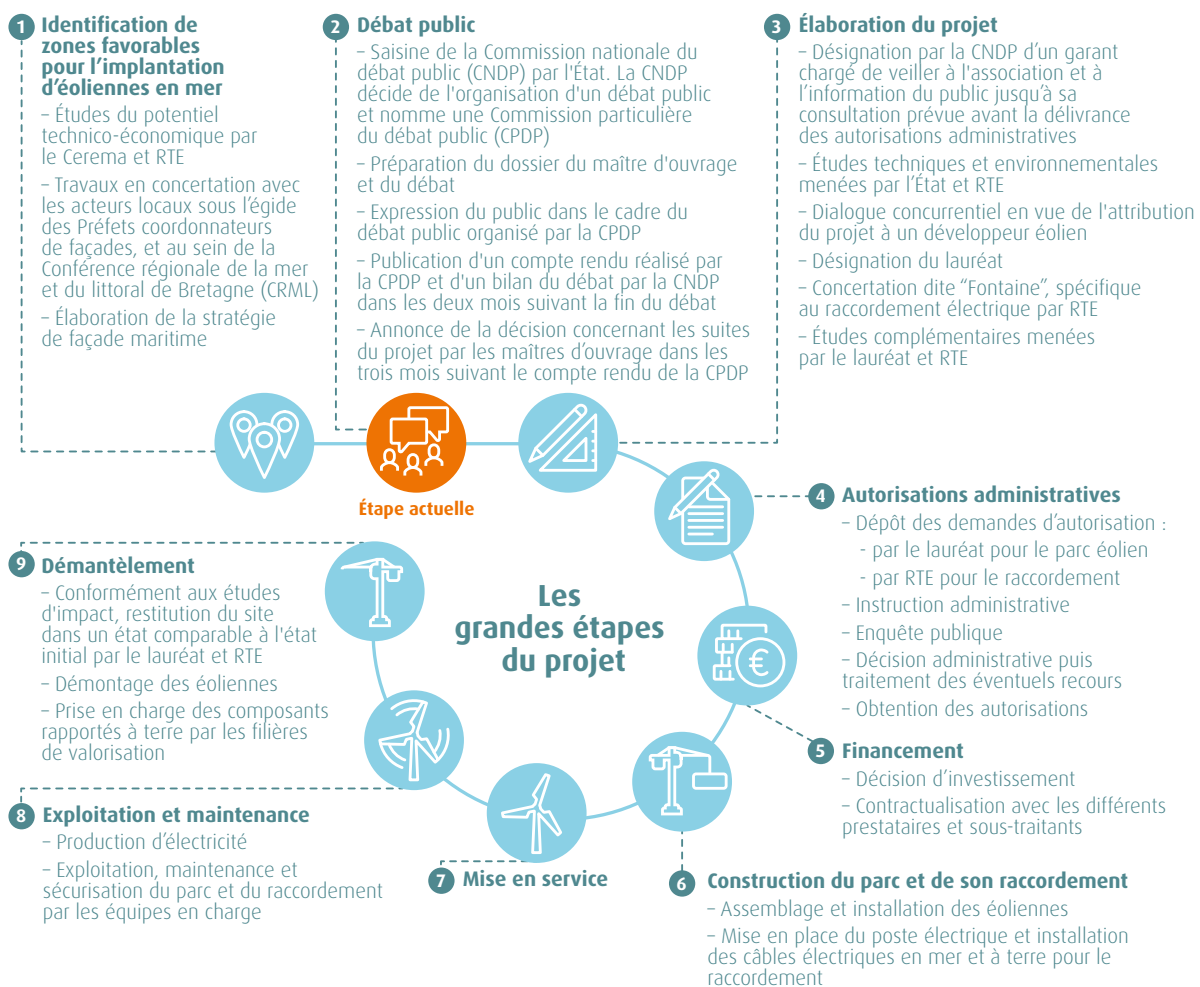 1 Identification de
zones favorables
pour l’implantation
d’éoliennes en mer
– Études du potentiel
technico-économique par
le Cerema et RTE
– Travaux en concertation avec
les acteurs locaux sous l’égide
des Préfets coordonnateurs
de façades, et au sein de la
Conférence régionale de la mer
et du littoral de Bretagne (CRML)
– Élaboration de la stratégie
de façade maritime
2 Débat public
– Saisine de la Commission nationale du
débat public (CNDP) par l'État. La CNDP
décide de l'organisation d'un débat public
et nomme une Commission particulière
du débat public (CPDP)
– Préparation du dossier du maître d'ouvrage
et du débat
– Expression du public dans le cadre du
débat public organisé par la CPDP
– Publication d'un compte rendu réalisé par
la CPDP et d'un bilan du débat par la CNDP
dans les deux mois suivant la fin du débat
– Annonce de la décision concernant les suites
du projet par les maîtres d’ouvrage dans les
trois mois suivant le compte rendu de la CPDP
3 Élaboration du projet
– Désignation par la CNDP d’un garant
chargé de veiller à l'association et à
l’information du public jusqu’à sa
consultation prévue avant la délivrance
des autorisations administratives
– Études techniques et environnementales
menées par l’État et RTE
– Dialogue concurrentiel en vue de l'attribution
du projet à un développeur éolien
– Désignation du lauréat
– Concertation dite “Fontaine”, spécifique
au raccordement électrique par RTE
– Études complémentaires menées
par le lauréat et RTE
Étape actuelle
4 Autorisations administratives
– Dépôt des demandes d’autorisation :
- par le lauréat pour le parc éolien
- par RTE pour le raccordement
– Instruction administrative
– Enquête publique
– Décision administrative puis
traitement des éventuels recours
– Obtention des autorisations
Les
grandes étapes
du projet
€
5 Financement
– Décision d’investissement
– Contractualisation avec les différents
prestataires et sous-traitants
6 Construction du parc et de son raccordement
– Assemblage et installation des éoliennes
– Mise en place du poste électrique et installation
des câbles électriques en mer et à terre pour le
raccordement
7 Mise en service
8 Exploitation et maintenance
– Production d’électricité
– Exploitation, maintenance et
sécurisation du parc et du raccordement
par les équipes en charge
9 Démantèlement
– Conformément aux études
d'impact, restitution du site
dans un état comparable à l'état
initial par le lauréat et RTE
– Démontage des éoliennes
– Prise en charge des composants
rapportés à terre par les filières
de valorisation